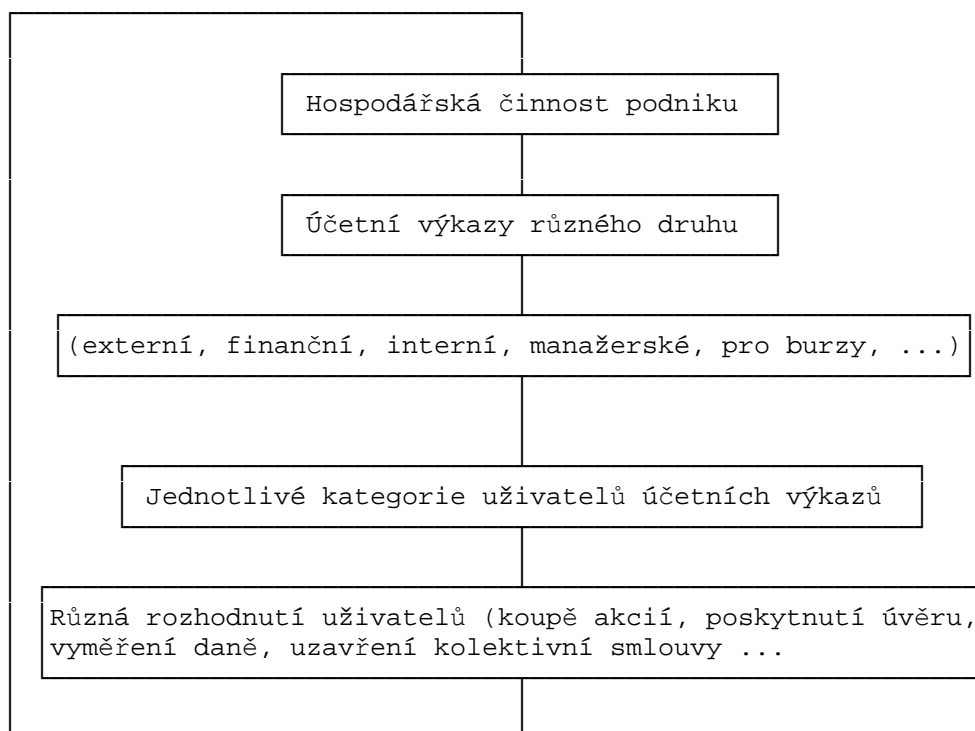 Hospodářská činnost podniku
Účetní výkazy různého druhu
(externí, finanční, interní, manažerské, pro burzy, ...)
Jednotlivé kategorie uživatelů účetních výkazů
Různá rozhodnutí uživatelů (koupě akcií, poskytnutí úvěru,
vyměření daně, uzavření kolektivní smlouvy ...